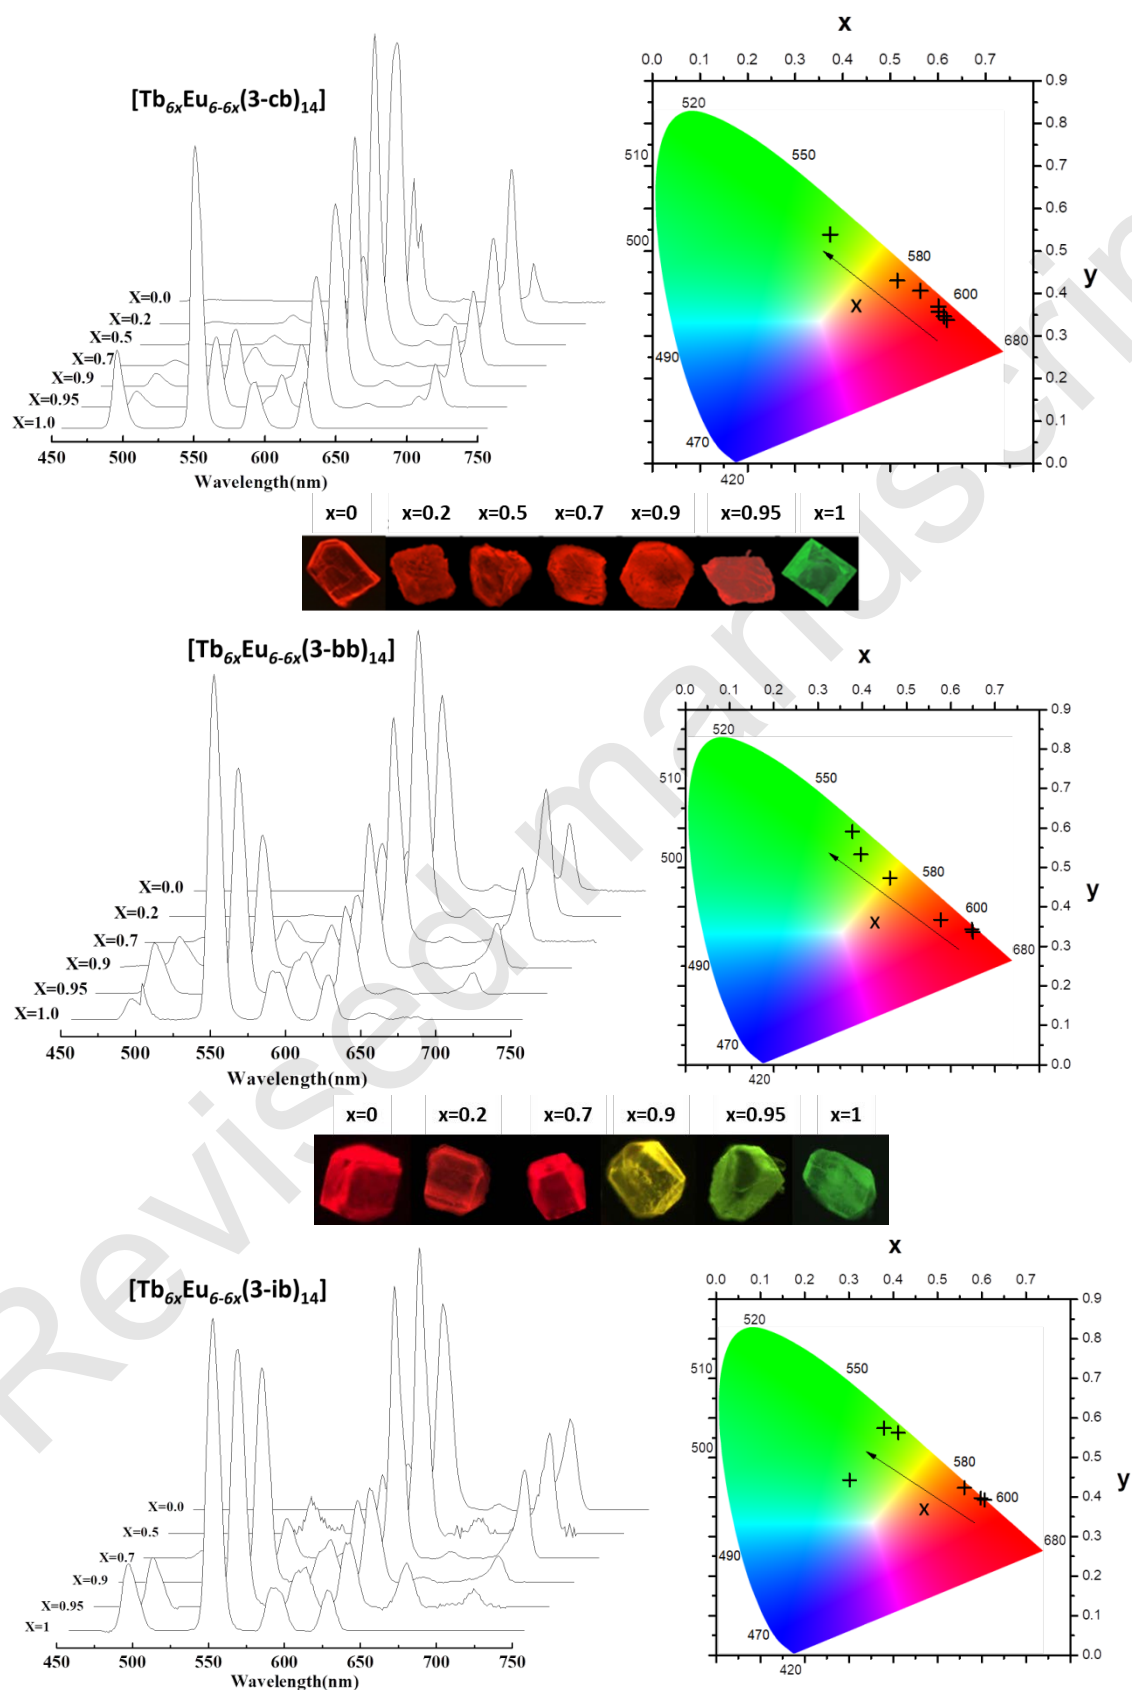 [Tb6xEu6-6x(3-cb)14]
X=0.0
X=0.2
X=0.5
X=0.7
X=0.9
X=0.95
X=1.0
450 500 550 600 650 700 750
Wavelength(nm)
x
0.0 0.1 0.2 0.3 0.4 0.5 0.6 0.7
0.9
0.8
0.7
0.6
0.5
0.4
0.3
0.2
0.1
0.0
y
520
510
550
500
580
600
x
490
680
470
420
x=0 x=0.2 x=0.5 x=0.7 x=0.9 x=0.95 x=1
[Tb6xEu6-6x(3-bb)14]
X=0.0
X=0.2
X=0.7
X=0.9
X=0.95
X=1.0
450 500 550 600 650 700 750
Wavelength(nm)
x
0.0 0.1 0.2 0.3 0.4 0.5 0.6 0.7
0.9
0.8
0.7
0.6
0.5
0.4
0.3
0.2
0.1
0.0
y
520
510
550
500
580
600
x
490
680
470
420
x=0 x=0.2 x=0.7 x=0.9 x=0.95 x=1
[Tb6xEu6-6x(3-ib)14]
X=0.0
X=0.5
X=0.7
X=0.9
X=0.95
X=1
450 500 550 600 650 700 750
Wavelength(nm)
x
0.0 0.1 0.2 0.3 0.4 0.5 0.6 0.7
0.9
0.8
0.7
0.6
0.5
0.4
0.3
0.2
0.1
0.0
y
520
510
550
500
580
600
x
490
680
470
420
Revised manuscrip